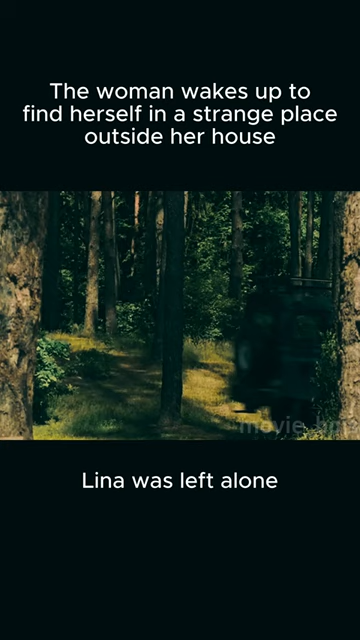 The woman wakes up to
find herself in a strange place
outside her house
Lina was left alone